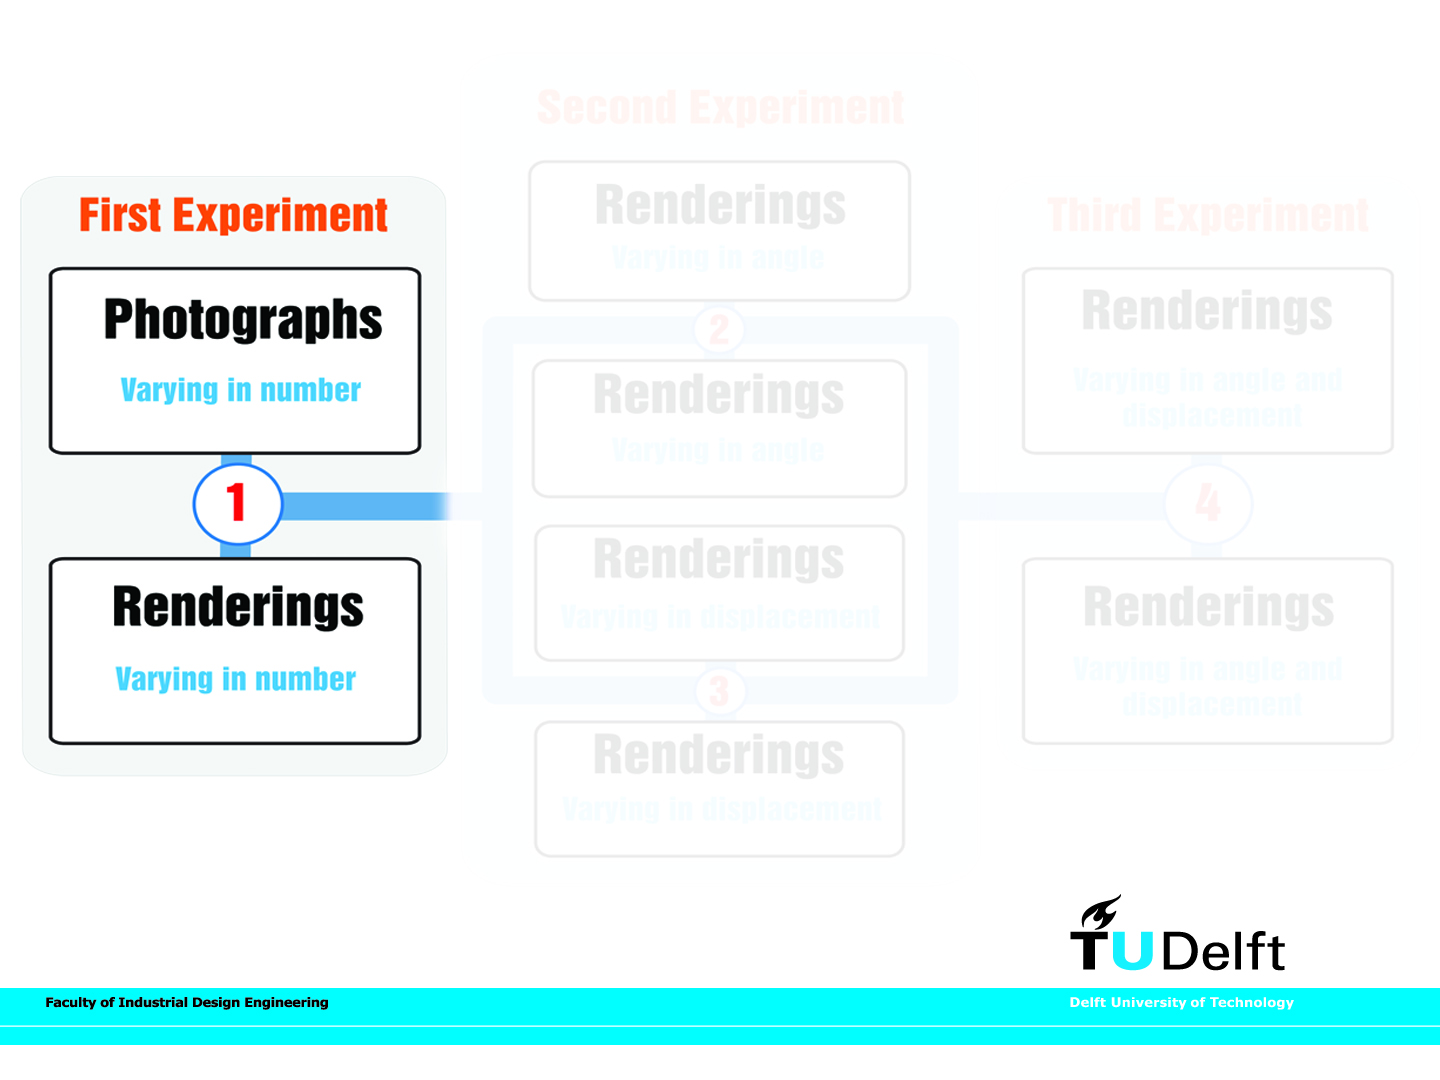 First Experiment
Photographs
Varying in number
1
Renderings
Varying in number
Second Experiment
Renderings
Varying in angle
2
Renderings
Varying in angle
Renderings
Varying in displacement
3
Renderings
Varying in displacement
Third Experiment
Renderings
Varying in angle and
displacement
4
Renderings
Varying in angle and
displacement
TU Delft
Faculty of Industrial Design Engineering
Delft University of Technology